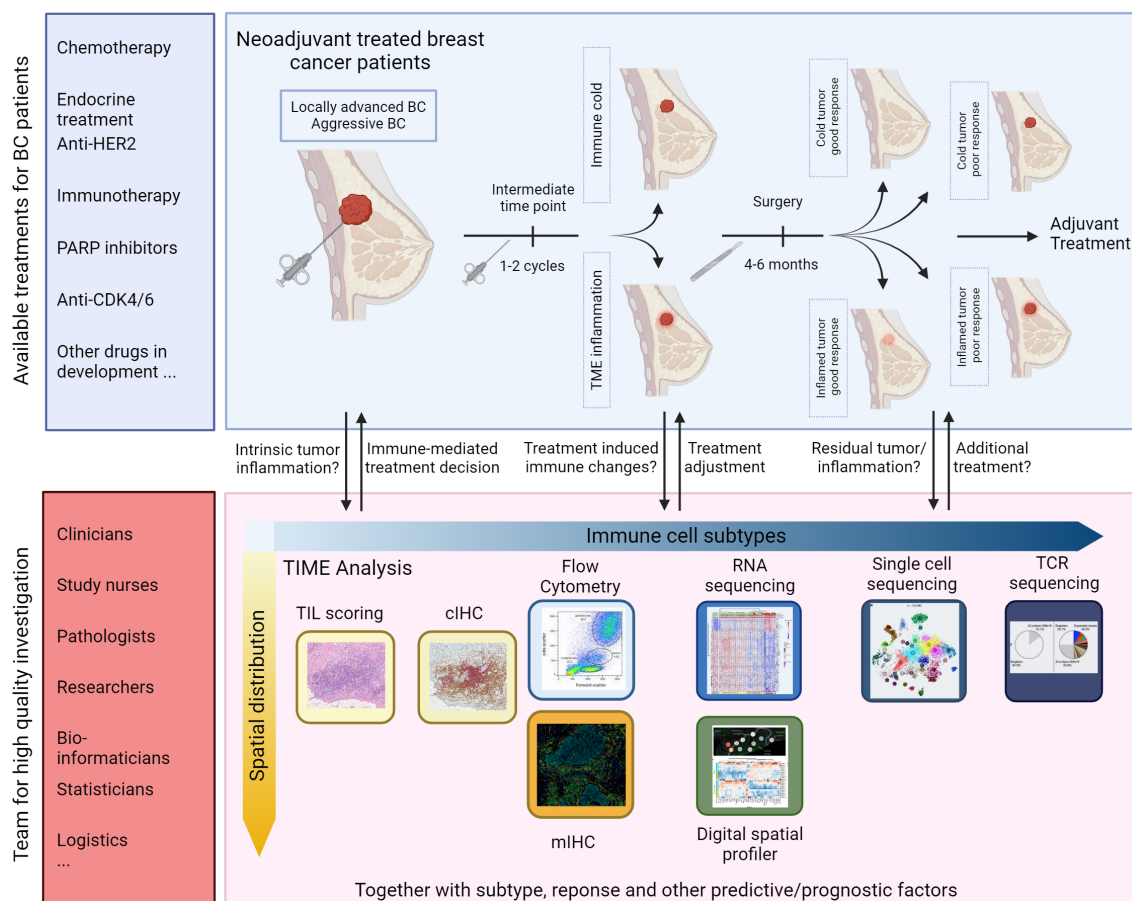 Available treatments for BC patients
Chemotherapy
Endocrine
treatment
Anti-HER2
Immunotherapy
PARP inhibitors
Anti-CDK4/6
Other drugs in
development ...
Neoadjuvant treated breast
cancer patients
Locally advanced BC
Aggressive BC
Intermediate
time point
1-2 cycles
Immune cold
TME inflammation
Surgery
4-6 months
Cold tumor
good response
Cold tumor
poor response
Inflamed tumor
good response
Inflamed tumor
poor response
Adjuvant
Treatment
Intrinsic tumor
inflammation?
Immune-mediated
treatment decision
Treatment induced
immune changes?
Treatment
adjustment
Residual tumor/
inflammation?
Additional
treatment?
Team for high quality investigation
Clinicians
Study nurses
Pathologists
Researchers
Bio-
informaticians
Statisticians
Logistics
...
Immune cell subtypes
Spatial distribution
TIME Analysis
TIL scoring
cIHC
Flow
Cytometry
RNA
sequencing
Single cell
sequencing
TCR
sequencing
Forward scatter
mIHC
Digital spatial
profiler
Together with subtype, reponse and other predictive/prognostic factors